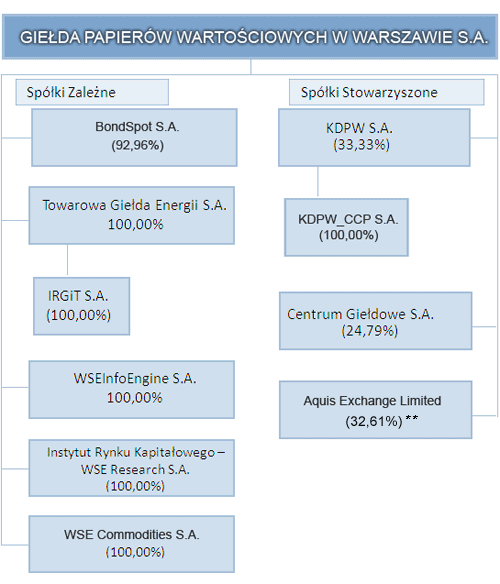 GIEŁDA PAPIERÓW WARTOŚCIOWYCH W WARSZAWIE S.A.
Spółki Zależne
BondSpot S.A.
(92,96%)
Towarowa Giełda Energii S.A.
100,00%
IRGiT S.A.
(100,00%)
WSEInfoEngine S.A.
100,00%
Instytut Rynku Kapitałowego –
WSE Research S.A.
(100,00%)
WSE Commodities S.A.
(100,00%)
Spółki Stowarzyszone
KDPW S.A.
(33,33%)
KDPW_CCP S.A.
(100,00%)
Centrum Giełdowe S.A.
(24,79%)
Aquis Exchange Limited
(32,61%) **